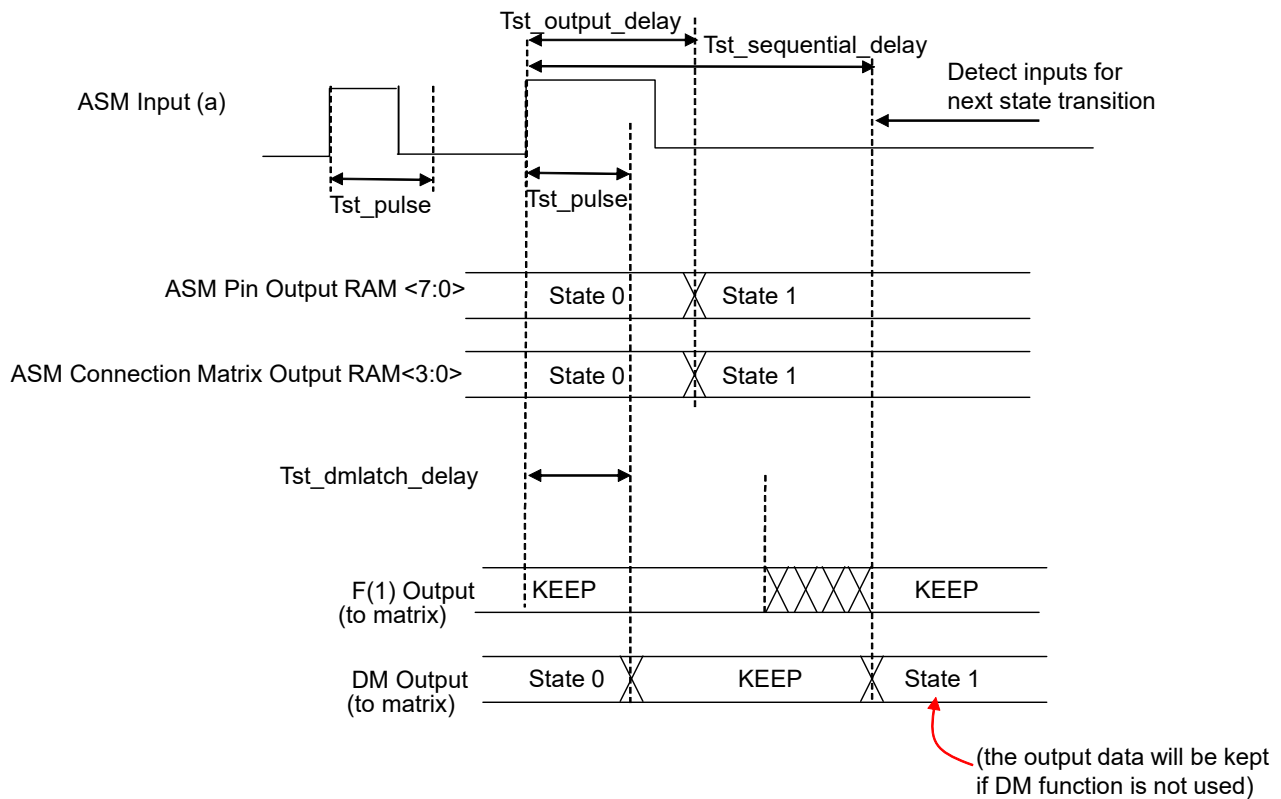 Tst_output_delay
Tst_sequential_delay
Detect inputs for
next state transition
ASM Input (a)
Tst_pulse
Tst_pulse
ASM Pin Output RAM <7:0>
State 0
State 1
ASM Connection Matrix Output RAM<3:0>
State 0
State 1
Tst_dmlatch_delay
F(1) Output
(to matrix)
KEEP
KEEP
DM Output
(to matrix)
State 0
KEEP
State 1
(the output data will be kept
if DM function is not used)